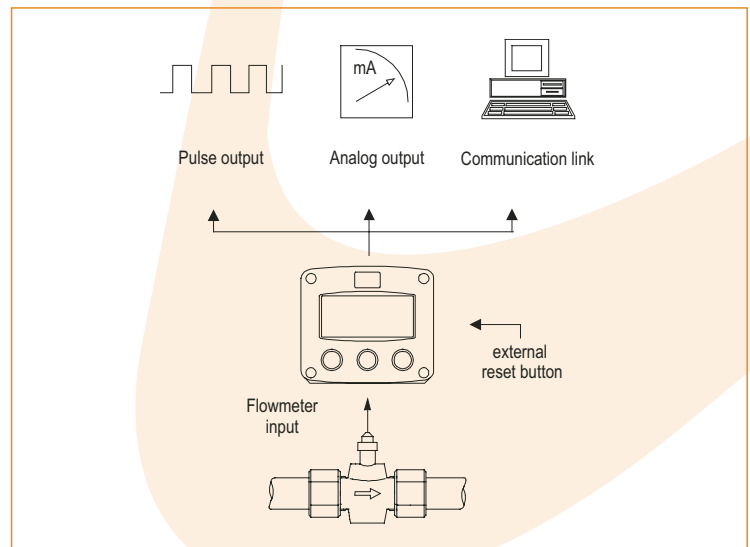 mA
Pulse output
Analog output
Communication link
external
reset button
Flowmeter
input